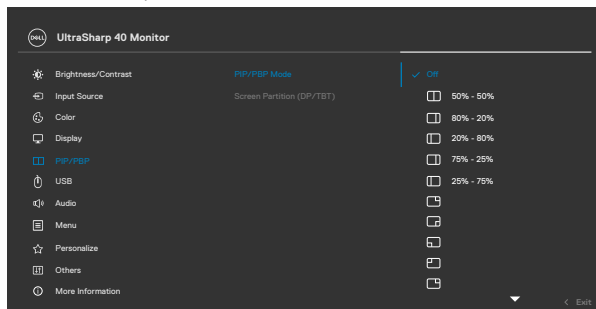 DELL UltraSharp 40 Monitor
Brightness/Contrast PIP/PBP Mode Off
Input Source Screen Partition (DP/TBT) 50% - 50%
Color 80% - 20%
Display 20% - 80%
PIP/PBP 75% - 25%
USB 25% - 75%
Audio
Menu
Personalize
Others
More Information
Exit